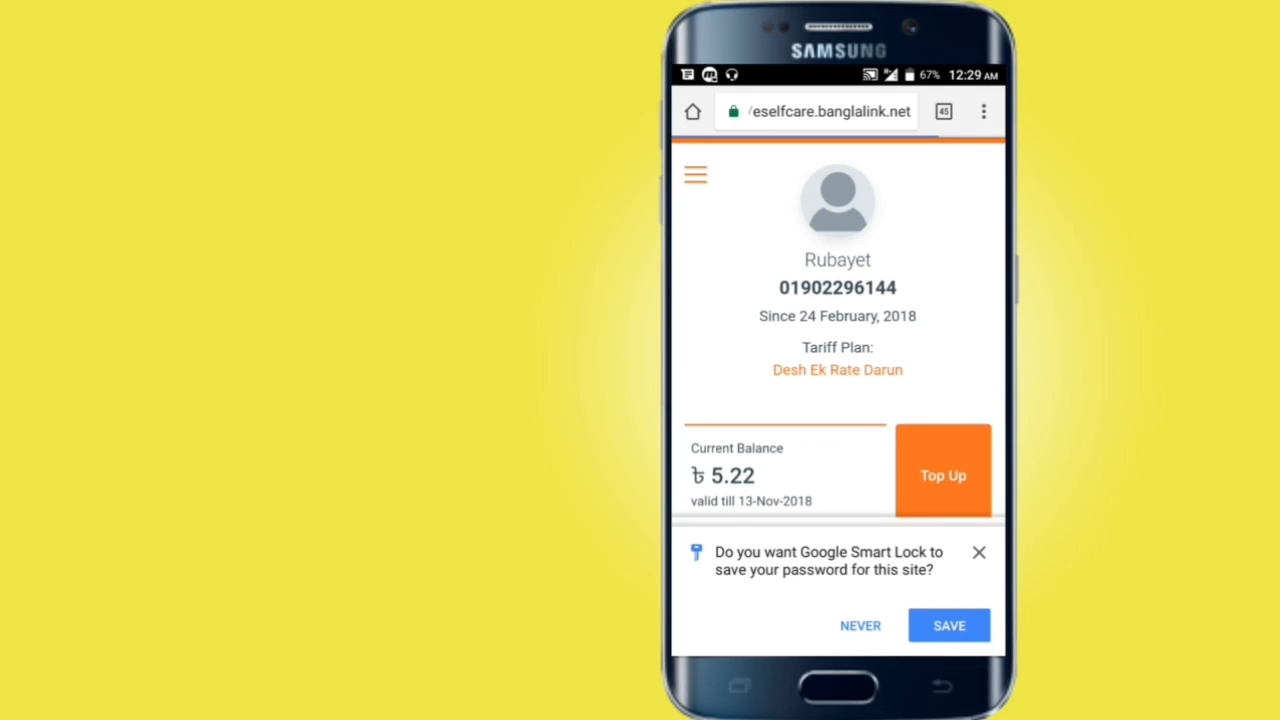 SAMSUNG
67% 12:29 AM
/eselfcare.banglalink.net
45
Rubayet
01902296144
Since 24 February, 2018
Tariff Plan:
Desh Ek Rate Darun
Current Balance
৳ 5.22
valid till 13-Nov-2018
Top Up
Do you want Google Smart Lock to
save your password for this site?
NEVER
SAVE